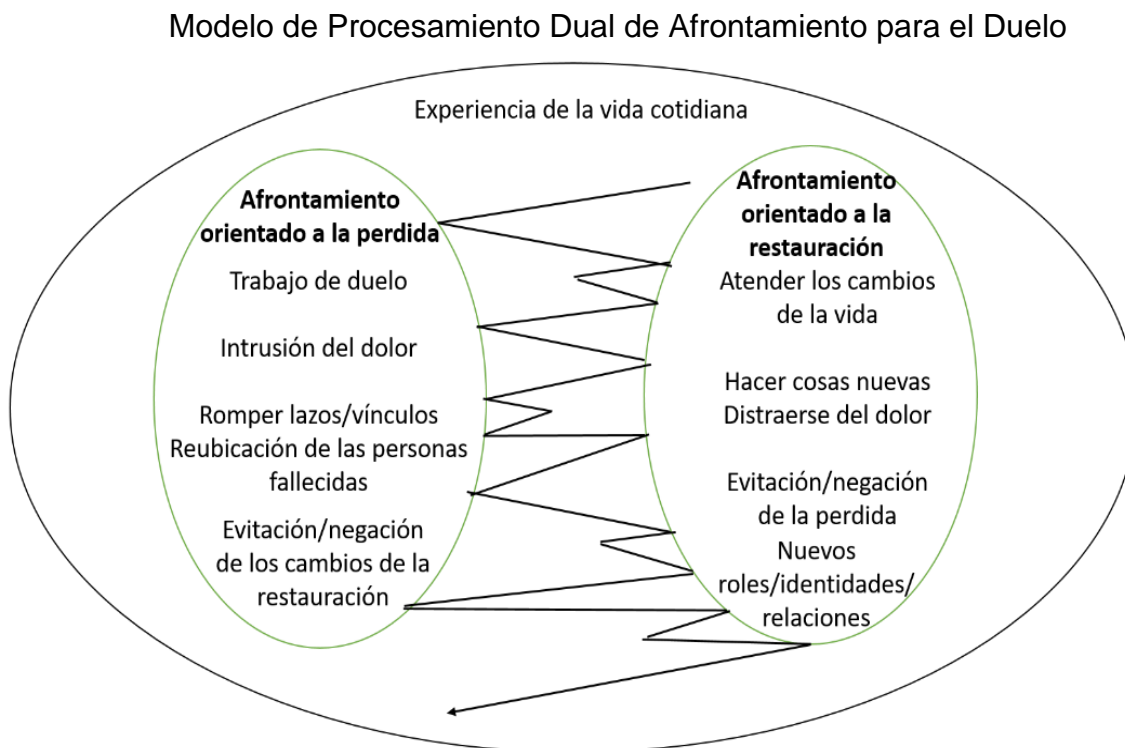 Modelo de Procesamiento Dual de Afrontamiento para el Duelo
Experiencia de la vida cotidiana
Afrontamiento
orientado a la perdida
Trabajo de duelo
Intrusión del dolor
Romper lazos/vínculos
Reubicación de las personas
fallecidas
Evitación/negación
de los cambios de la
restauración
Afrontamiento
orientado a la
restauración
Atender los cambios
de la vida
Hacer cosas nuevas
Distraerse del dolor
Evitación/negación
de la perdida
Nuevos
roles/identidades/
relaciones